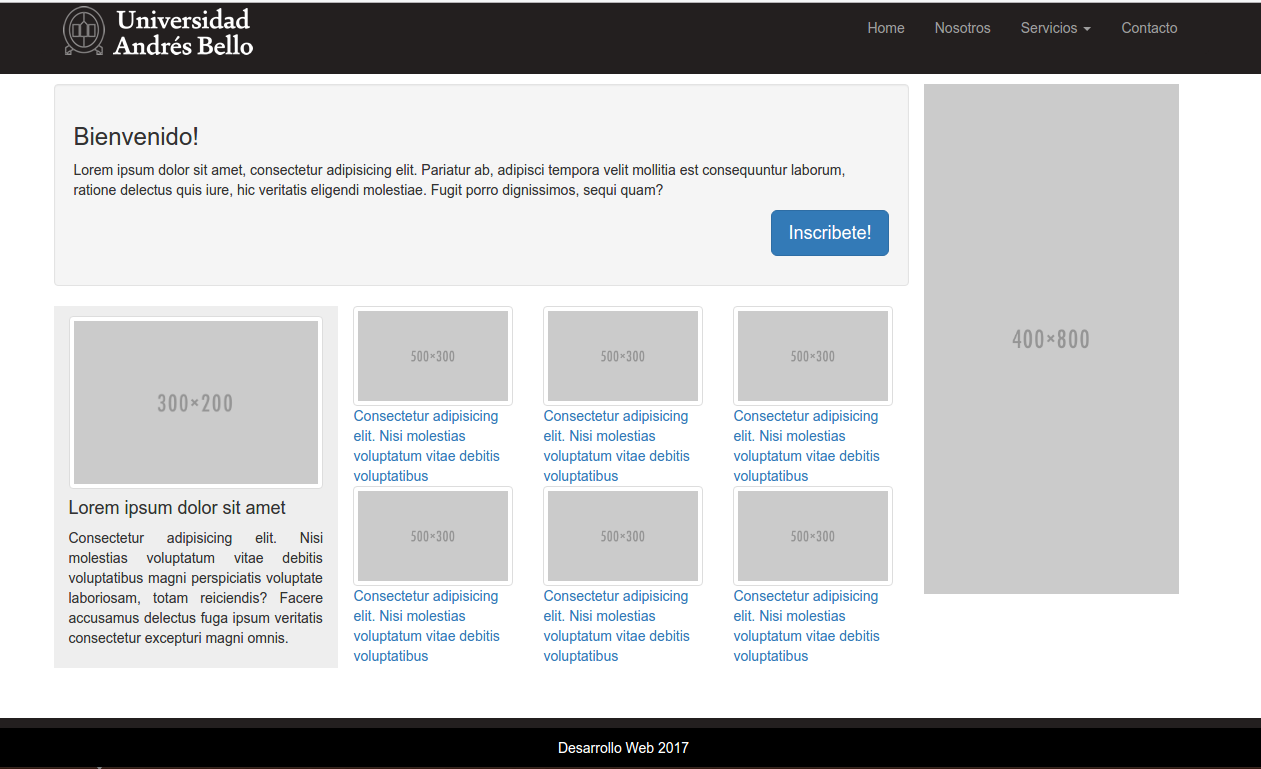 Universidad
Andrés Bello
Home Nosotros Servicios Contacto
Bienvenido!
Lorem ipsum dolor sit amet, consectetur adipisicing elit. Pariatur ab, adipisci tempora velit mollitia est consequuntur laborum,
ratione delectus quis iure, hic veritatis eligendi molestiae. Fugit porro dignissimos, sequi quam?
Inscribete!
400×800
300×200
Lorem ipsum dolor sit amet
Consectetur adipisicing elit. Nisi
molestias voluptatum vitae debitis
voluptatibus magni perspiciatis voluptate
laboriosam, totam reiciendis? Facere
accusamus delectus fuga ipsum veritatis
consectetur excepturi magni omnis.
500×300
Consectetur adipisicing
elit. Nisi molestias
voluptatum vitae debitis
voluptatibus
500×300
Consectetur adipisicing
elit. Nisi molestias
voluptatum vitae debitis
voluptatibus
500×300
Consectetur adipisicing
elit. Nisi molestias
voluptatum vitae debitis
voluptatibus
500×300
Consectetur adipisicing
elit. Nisi molestias
voluptatum vitae debitis
voluptatibus
500×300
Consectetur adipisicing
elit. Nisi molestias
voluptatum vitae debitis
voluptatibus
500×300
Consectetur adipisicing
elit. Nisi molestias
voluptatum vitae debitis
voluptatibus
Desarrollo Web 2017